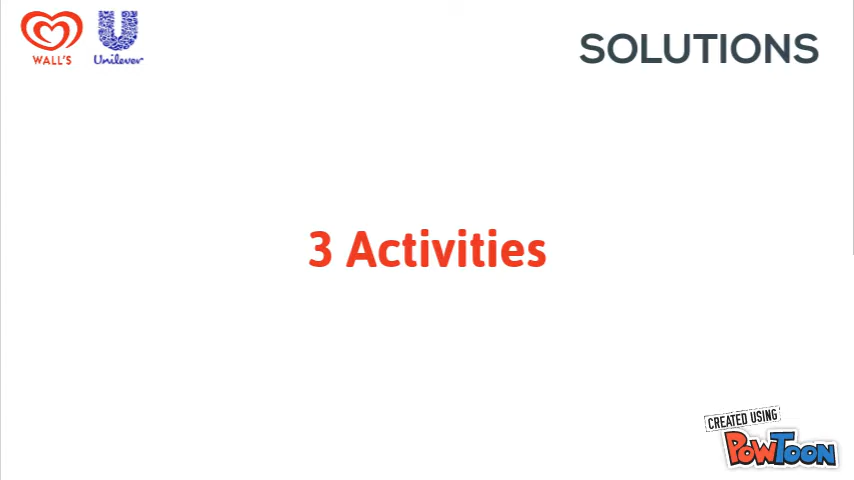 WALL'S
Unilever
SOLUTIONS
3 Activities
CREATED USING
POWTOON